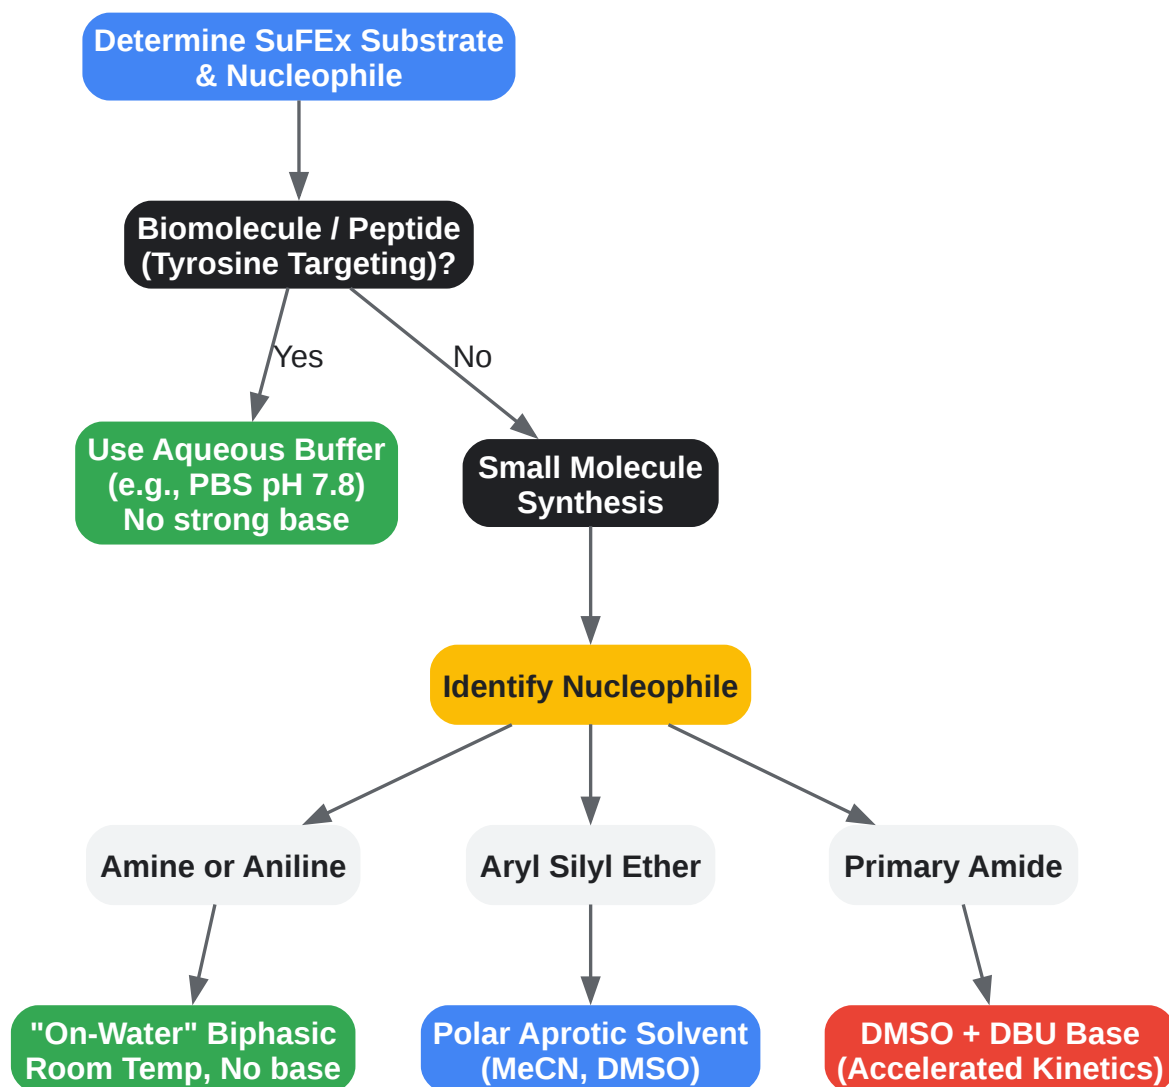 Determine SuFEx Substrate
& Nucleophile
Biomolecule / Peptide
(Tyrosine Targeting)?
Yes
No
Use Aqueous Buffer
(e.g., PBS pH 7.8)
No strong base
Small Molecule
Synthesis
Identify Nucleophile
Amine or Aniline
Aryl Silyl Ether
Primary Amide
"On-Water" Biphasic
Room Temp, No base
Polar Aprotic Solvent
(MeCN, DMSO)
DMSO + DBU Base
(Accelerated Kinetics)